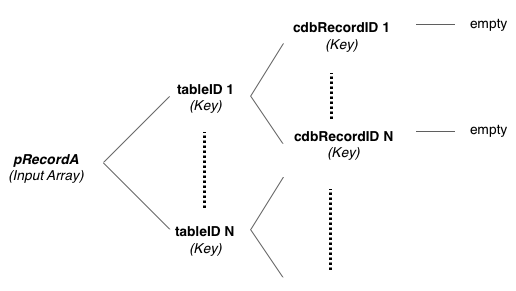 cdbRecordID 1
(Key)
empty
tableID 1
(Key)
cdbRecordID N
(Key)
empty
pRecordA
(Input Array)
tableID N
(Key)